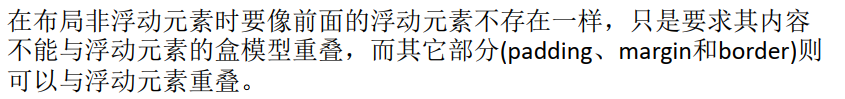 在布局非浮动元素时要像前面的浮动元素不存在一样，只是要求其内容
不能与浮动元素的盒模型重叠，而其它部分(padding、margin和border)则
可以与浮动元素重叠。